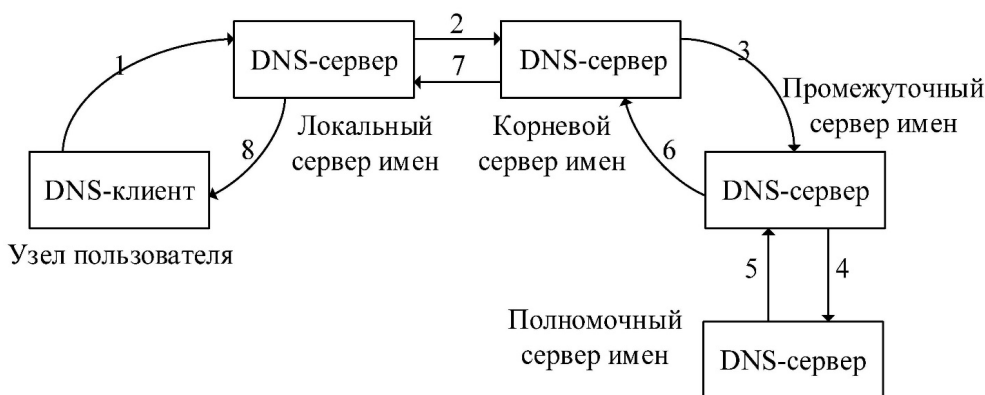 1
DNS-сервер
2
7
DNS-сервер
3
Локальный
сервер имен
Корневой
сервер имен
Промежуточный
сервер имен
8
6
DNS-клиент
DNS-сервер
Узел пользователя
5
4
Полномочный
сервер имен
DNS-сервер